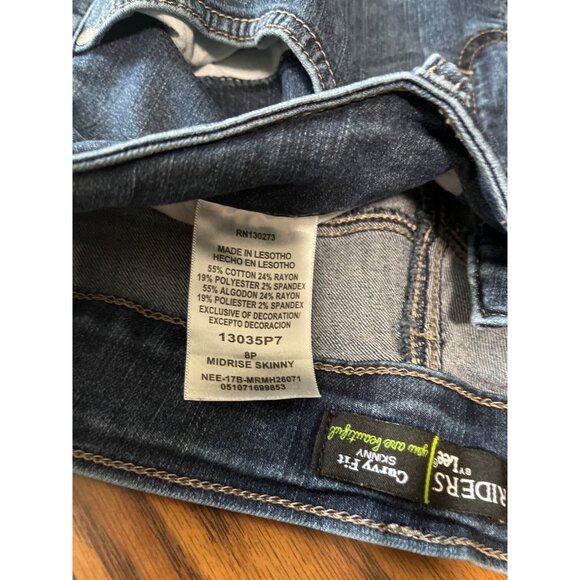 RN130273
MADE IN LESOTHO
HECHO EN LESOTHO
55% COTTON 24% RAYON
19% POLYESTER 2% SPANDEX
55% ALGODON 24% RAYON
19% POLIESTER 2% SPANDEX
EXCLUSIVE OF DECORATION/
EXCEPTO DECORACION
13035P7
8P
MIDRISE SKINNY
NEE-17B-MRMH26071
051071699853
RIDERS
BY Lee®
you are beautiful
Curvy Fit
SKINNY